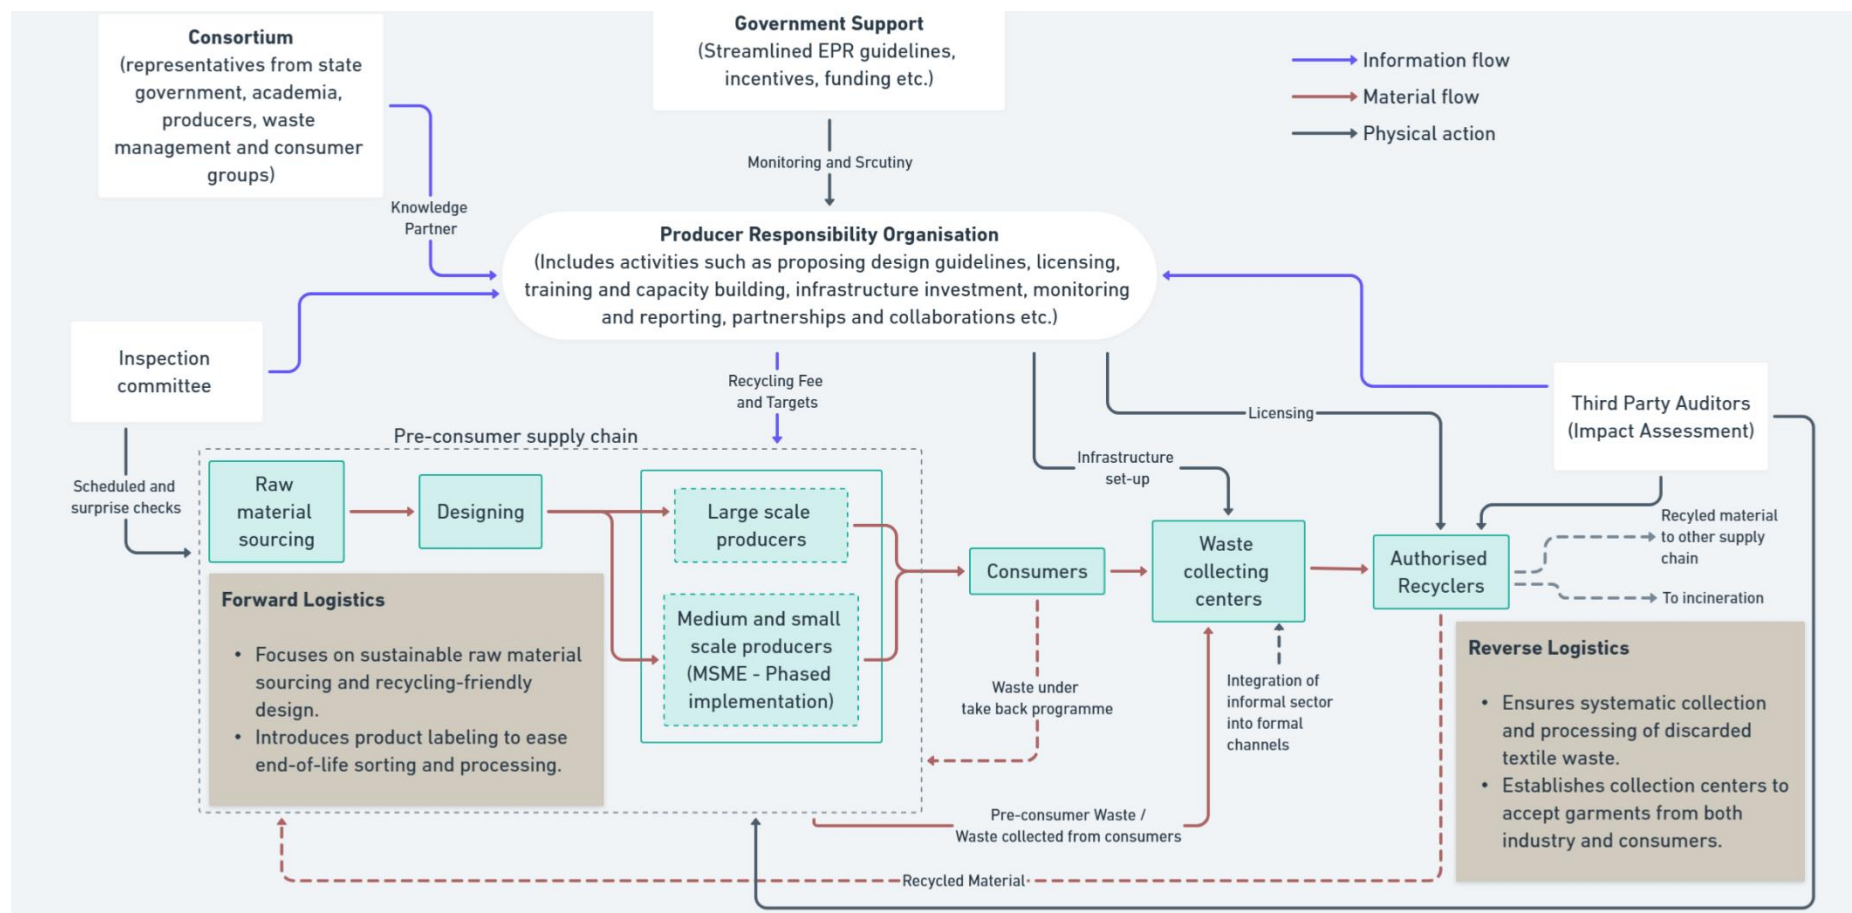 Consortium
(representatives from state
government, academia,
producers, waste
management and consumer
groups)
Government Support
(Streamlined EPR guidelines,
incentives, funding etc.)
Information flow
Material flow
Physical action
Monitoring and Srcutiny
Knowledge
Partner
Producer Responsibility Organisation
(Includes activities such as proposing design guidelines, licensing,
training and capacity building, infrastructure investment, monitoring
and reporting, partnerships and collaborations etc.)
Inspection
committee
Recycling Fee
and Targets
Licensing
Third Party Auditors
(Impact Assessment)
Scheduled and
surprise checks
Pre-consumer supply chain
Infrastructure
set-up
Raw
material
sourcing
Designing
Large scale
producers
Medium and small
scale producers
(MSME - Phased
implementation)
Consumers
Waste
collecting
centers
Authorised
Recyclers
Recyled material
to other supply
chain
To incineration
Forward Logistics
• Focuses on sustainable raw material
sourcing and recycling-friendly
design.
• Introduces product labeling to ease
end-of-life sorting and processing.
Waste under
take back programme
Integration of
informal sector
into formal
channels
Reverse Logistics
• Ensures systematic collection
and processing of discarded
textile waste.
• Establishes collection centers to
accept garments from both
industry and consumers.
Pre-consumer Waste /
Waste collected from consumers
Recycled Material